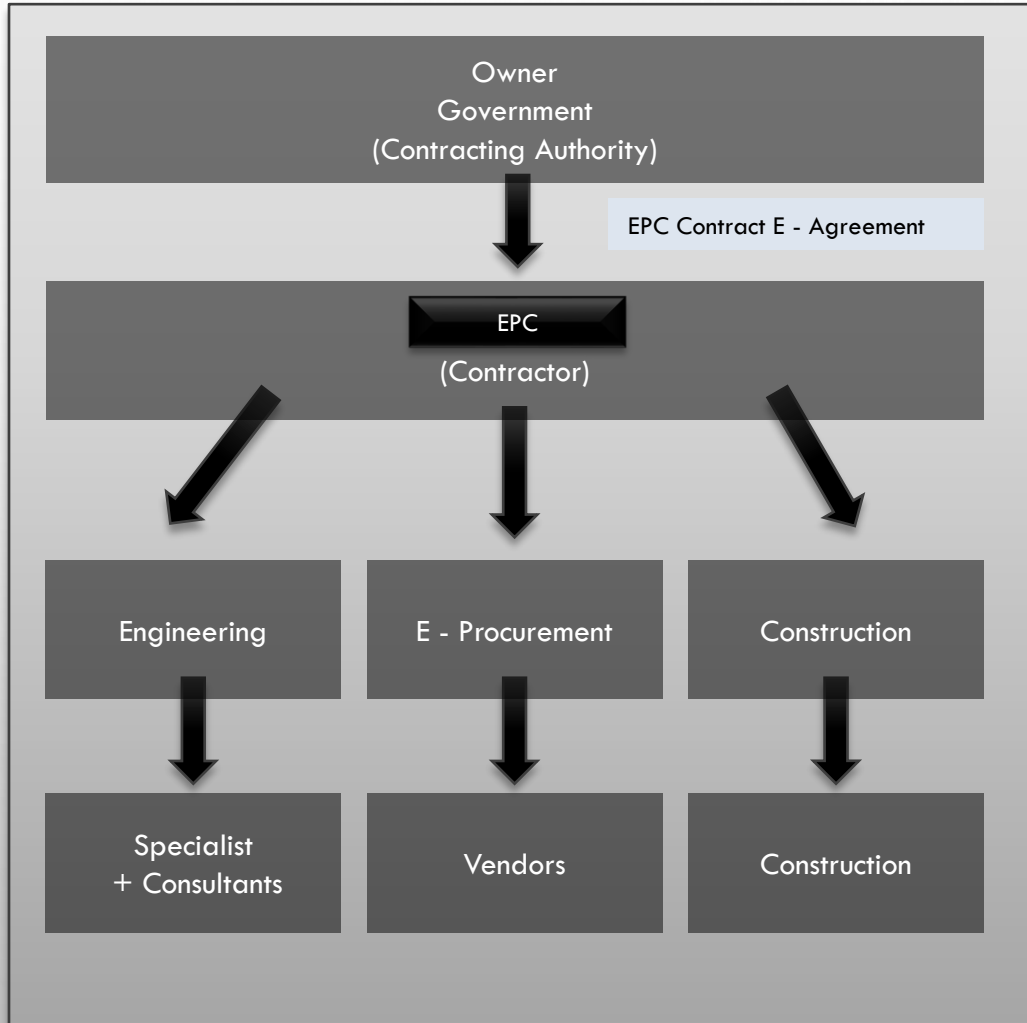 Owner
Government
(Contracting Authority)
EPC Contract E - Agreement
EPC
(Contractor)
Engineering
E - Procurement
Construction
Specialist
+ Consultants
Vendors
Construction